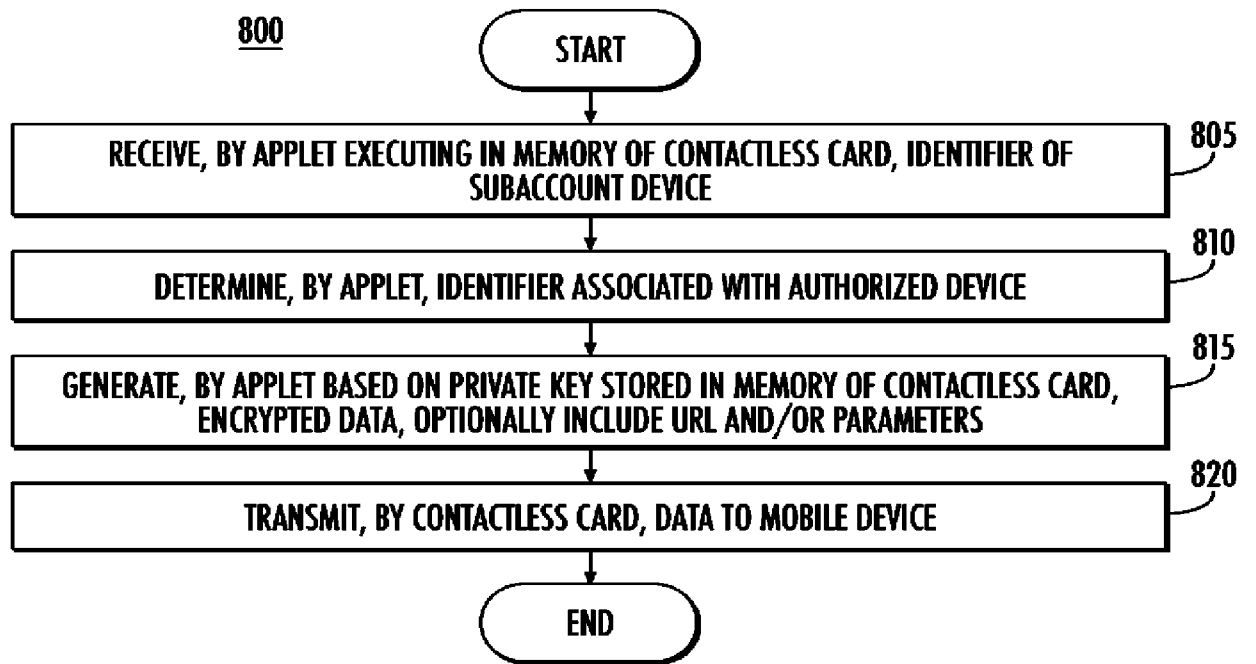 800
START
RECEIVE, BY APPLET EXECUTING IN MEMORY OF CONTACTLESS CARD, IDENTIFIER OF
SUBACCOUNT DEVICE
805
DETERMINE, BY APPLET, IDENTIFIER ASSOCIATED WITH AUTHORIZED DEVICE
810
GENERATE, BY APPLET BASED ON PRIVATE KEY STORED IN MEMORY OF CONTACTLESS CARD,
ENCRYPTED DATA, OPTIONALLY INCLUDE URL AND/OR PARAMETERS
815
TRANSMIT, BY CONTACTLESS CARD, DATA TO MOBILE DEVICE
820
END